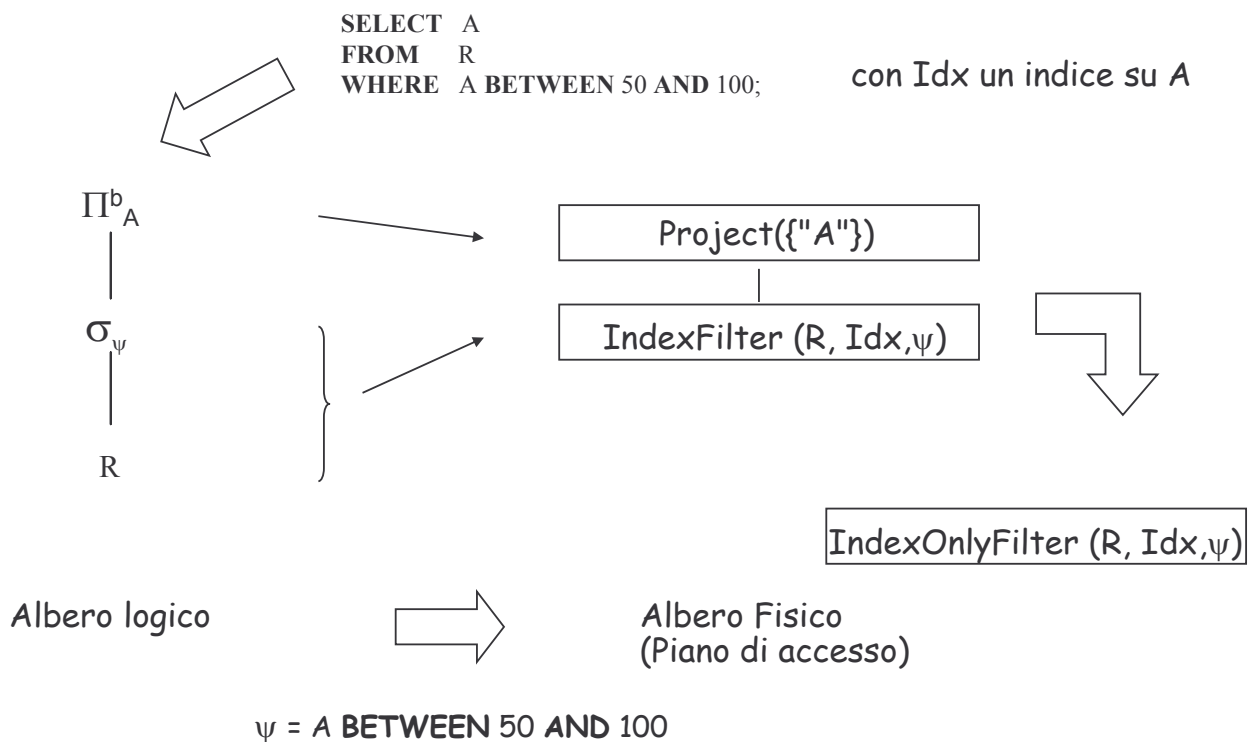 SELECT A
FROM R
WHERE A BETWEEN 50 AND 100;
con Idx un indice su A
Πᵇ_A
Project({"A"})
σ_ψ
IndexFilter (R, Idx,ψ)
R
IndexOnlyFilter (R, Idx,ψ)
Albero logico
Albero Fisico
(Piano di accesso)
ψ = A BETWEEN 50 AND 100